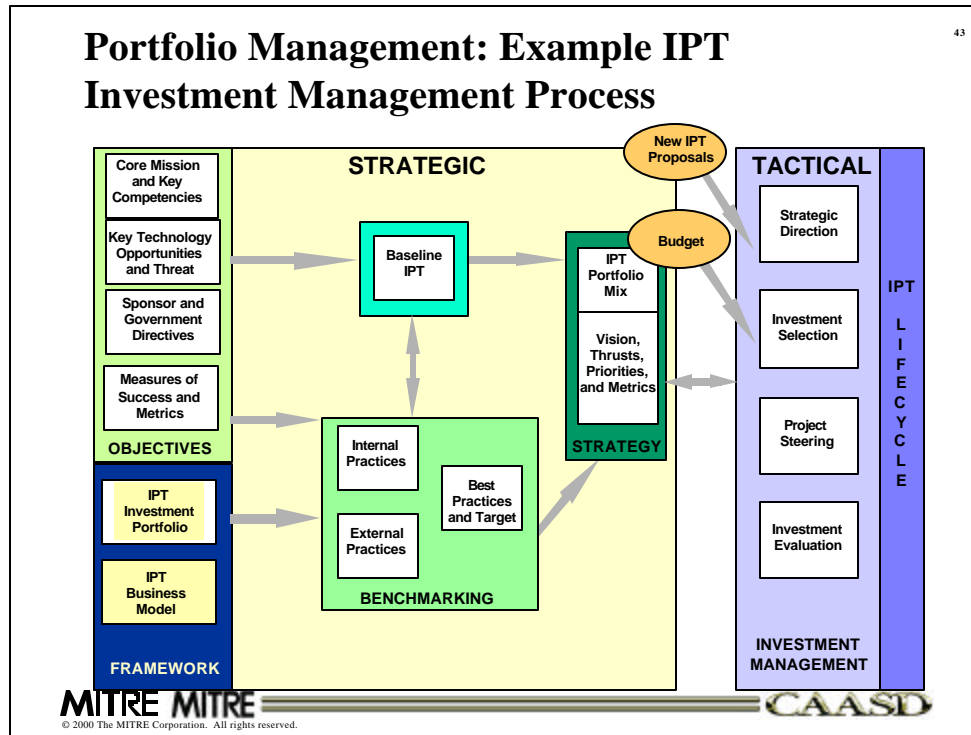 Portfolio Management: Example IPT
Investment Management Process
43
Core Mission
and Key
Competencies
Key Technology
Opportunities
and Threat
Sponsor and
Government
Directives
Measures of
Success and
Metrics
OBJECTIVES
IPT
Investment
Portfolio
IPT
Business
Model
FRAMEWORK
STRATEGIC
Baseline
IPT
Internal
Practices
External
Practices
Best
Practices
and Target
BENCHMARKING
IPT
Portfolio
Mix
Vision,
Thrusts,
Priorities,
and Metrics
STRATEGY
New IPT
Proposals
Budget
TACTICAL
Strategic
Direction
Investment
Selection
Project
Steering
Investment
Evaluation
INVESTMENT
MANAGEMENT
IPT
L
I
F
E
C
Y
C
L
E
MITRE MITRE
CAASD
© 2000 The MITRE Corporation. All rights reserved.